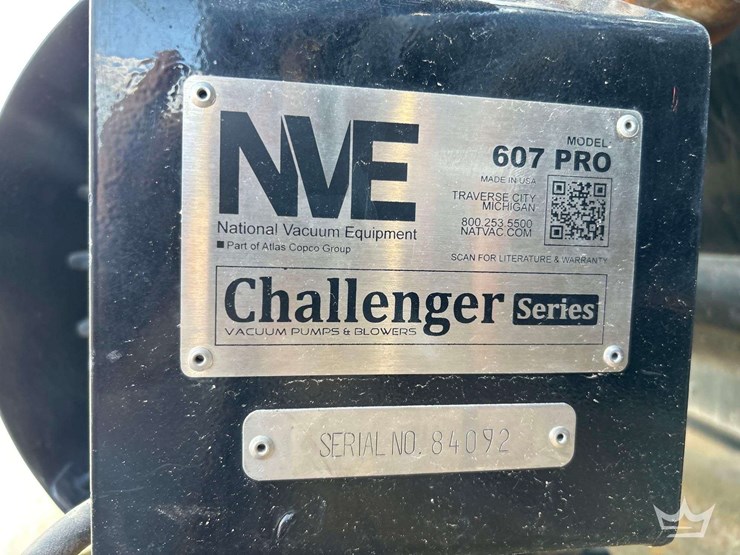 NVE
National Vacuum Equipment
Part of Atlas Copco Group
MODEL
607 PRO
MADE IN USA
TRAVERSE CITY
MICHIGAN
800.253.5500
NATVAC.COM
SCAN FOR LITERATURE & WARRANTY
Challenger Series
VACUUM PUMPS & BLOWERS
SERIAL NO. 84092